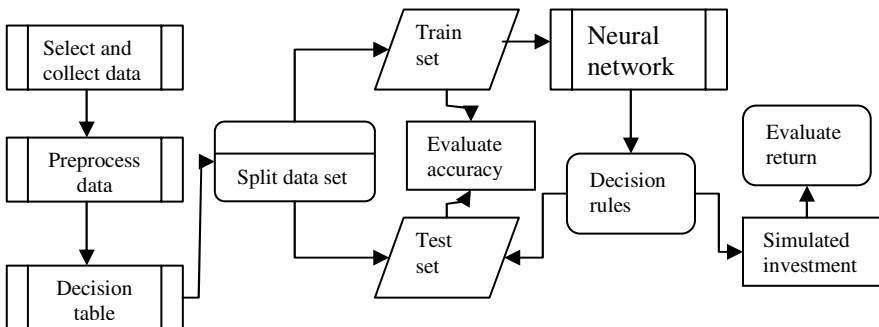 Select and
collect data
Preprocess
data
Decision
table
Split data set
Train
set
Evaluate
accuracy
Test
set
Neural
network
Decision
rules
Evaluate
return
Simulated
investment